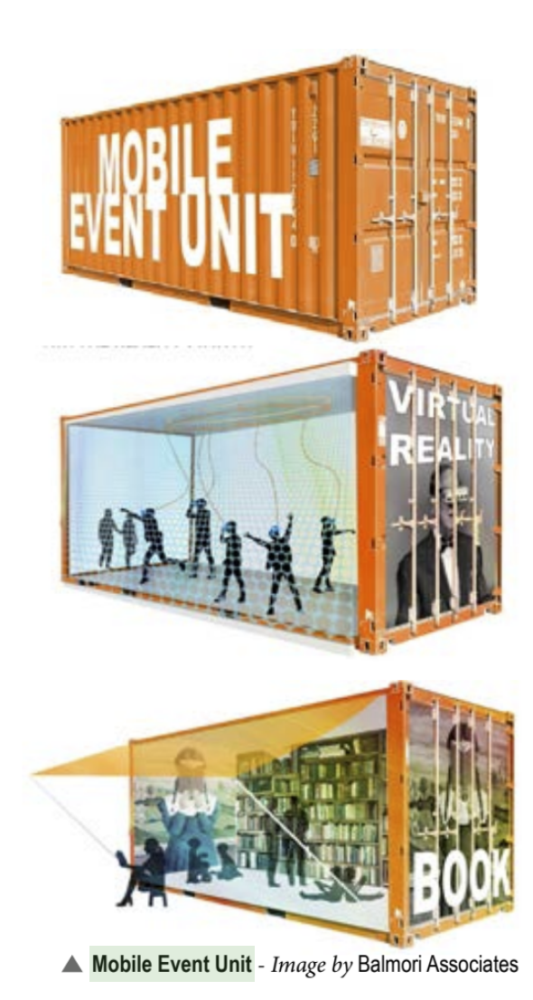 MOBILE
EVENT UNIT
VIRTUAL
REALITY
BOOK
▲ Mobile Event Unit - Image by Balmori Associates